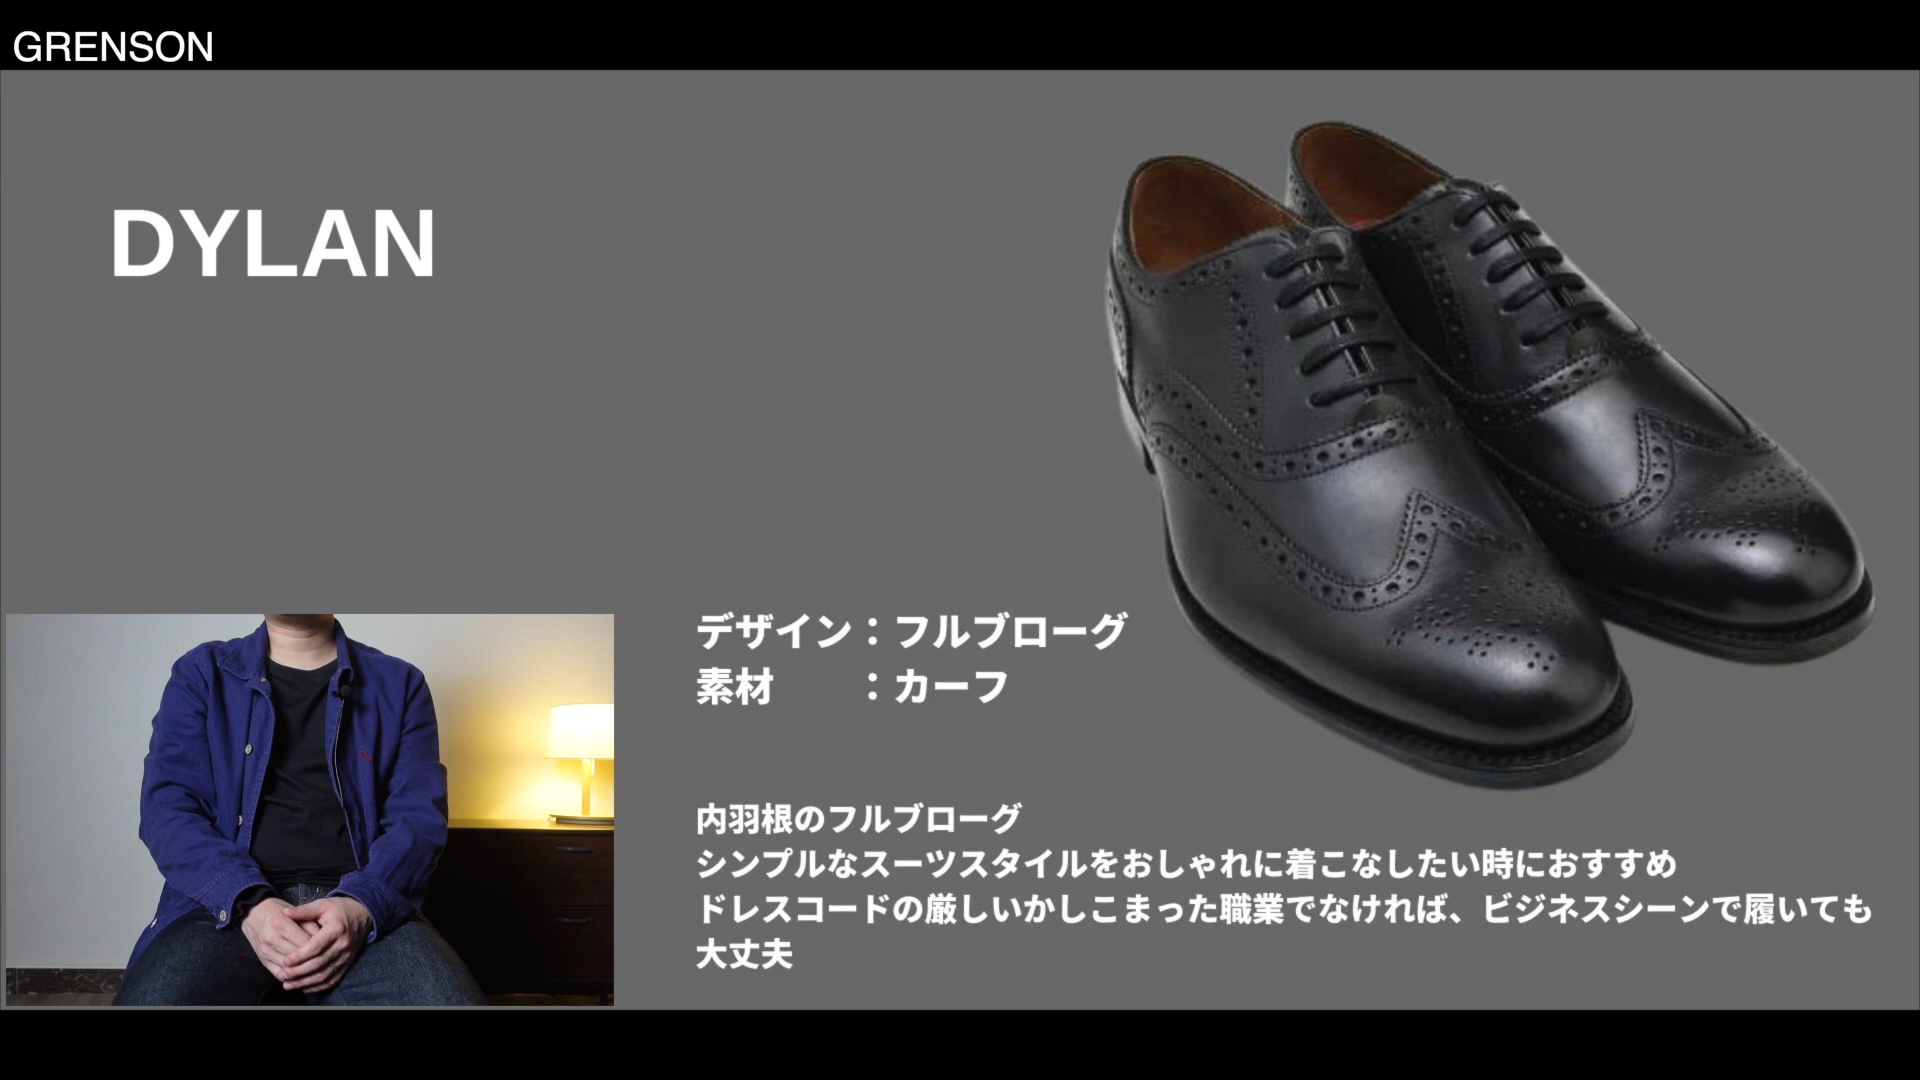 GRENSON
DYLAN
デザイン：フルブローグ
素材　　：カーフ
内羽根のフルブローグ
シンプルなスーツスタイルをおしゃれに着こなしたい時におすすめ
ドレスコードの厳しいかしこまった職業でなければ、ビジネスシーンで履いても
大丈夫